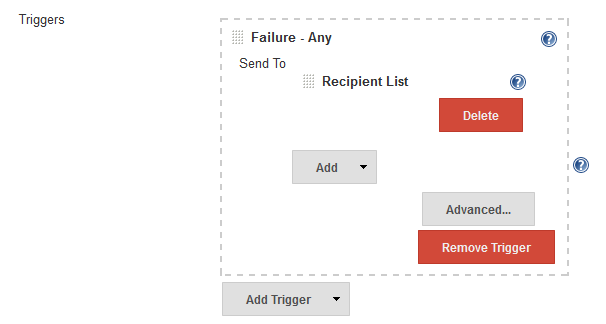 Triggers
Failure - Any
?
Send To
Recipient List
?
Delete
Add
?
Advanced...
Remove Trigger
Add Trigger